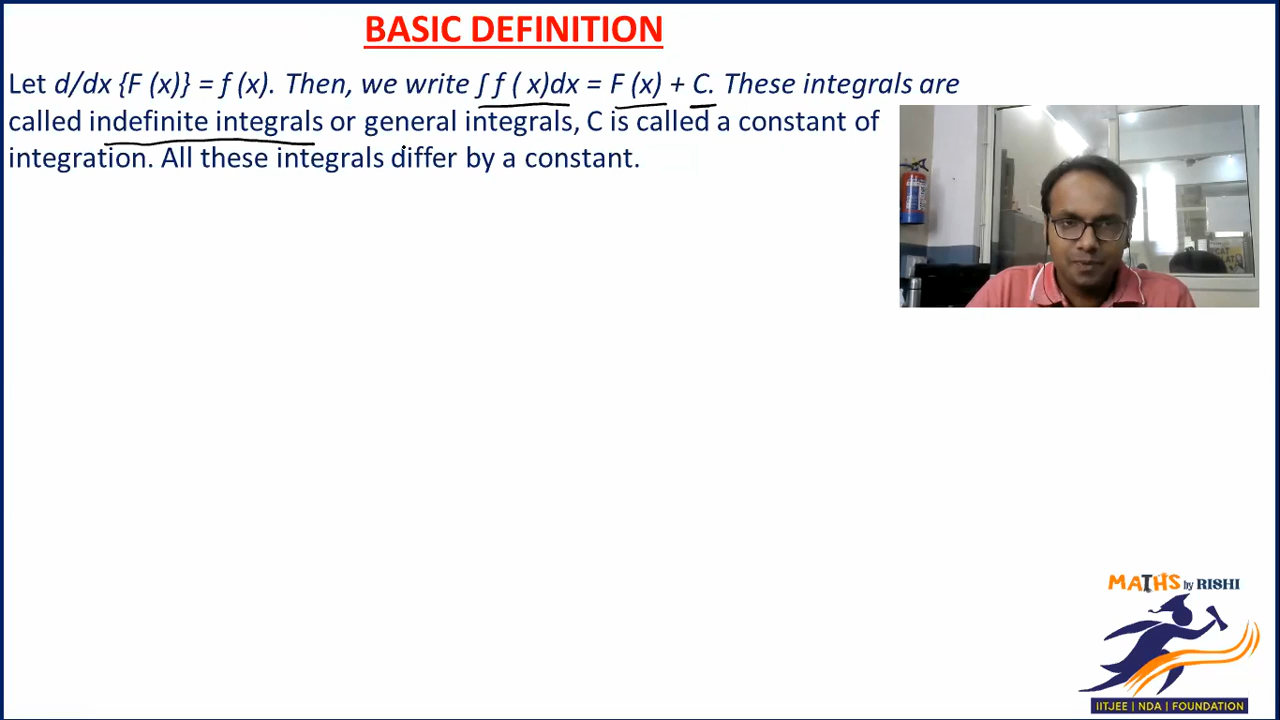 BASIC DEFINITION
Let d/dx {F (x)} = f (x). Then, we write ∫ f ( x)dx = F (x) + C. These integrals are
called indefinite integrals or general integrals, C is called a constant of
integration. All these integrals differ by a constant.
MATHS by RISHI
IITJEE | NDA | FOUNDATION